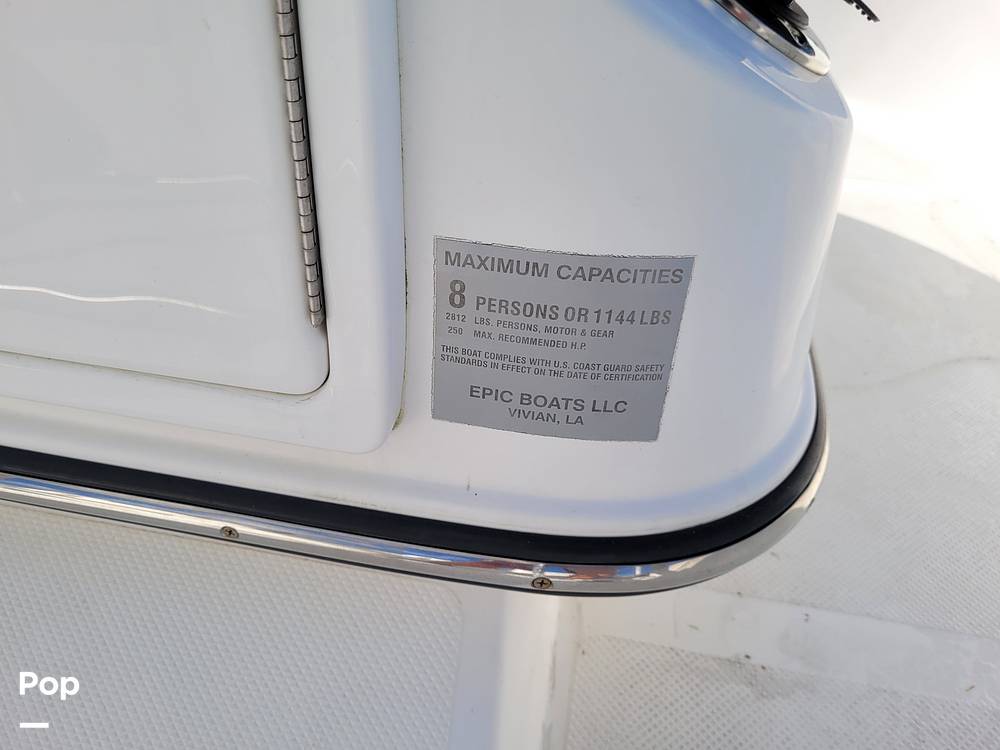 MAXIMUM CAPACITIES
8 PERSONS OR 1144 LBS
2812 LBS. PERSONS, MOTOR & GEAR
250 MAX. RECOMMENDED H.P.
THIS BOAT COMPLIES WITH U.S. COAST GUARD SAFETY
STANDARDS IN EFFECT ON THE DATE OF CERTIFICATION
EPIC BOATS LLC
VIVIAN, LA
Pop